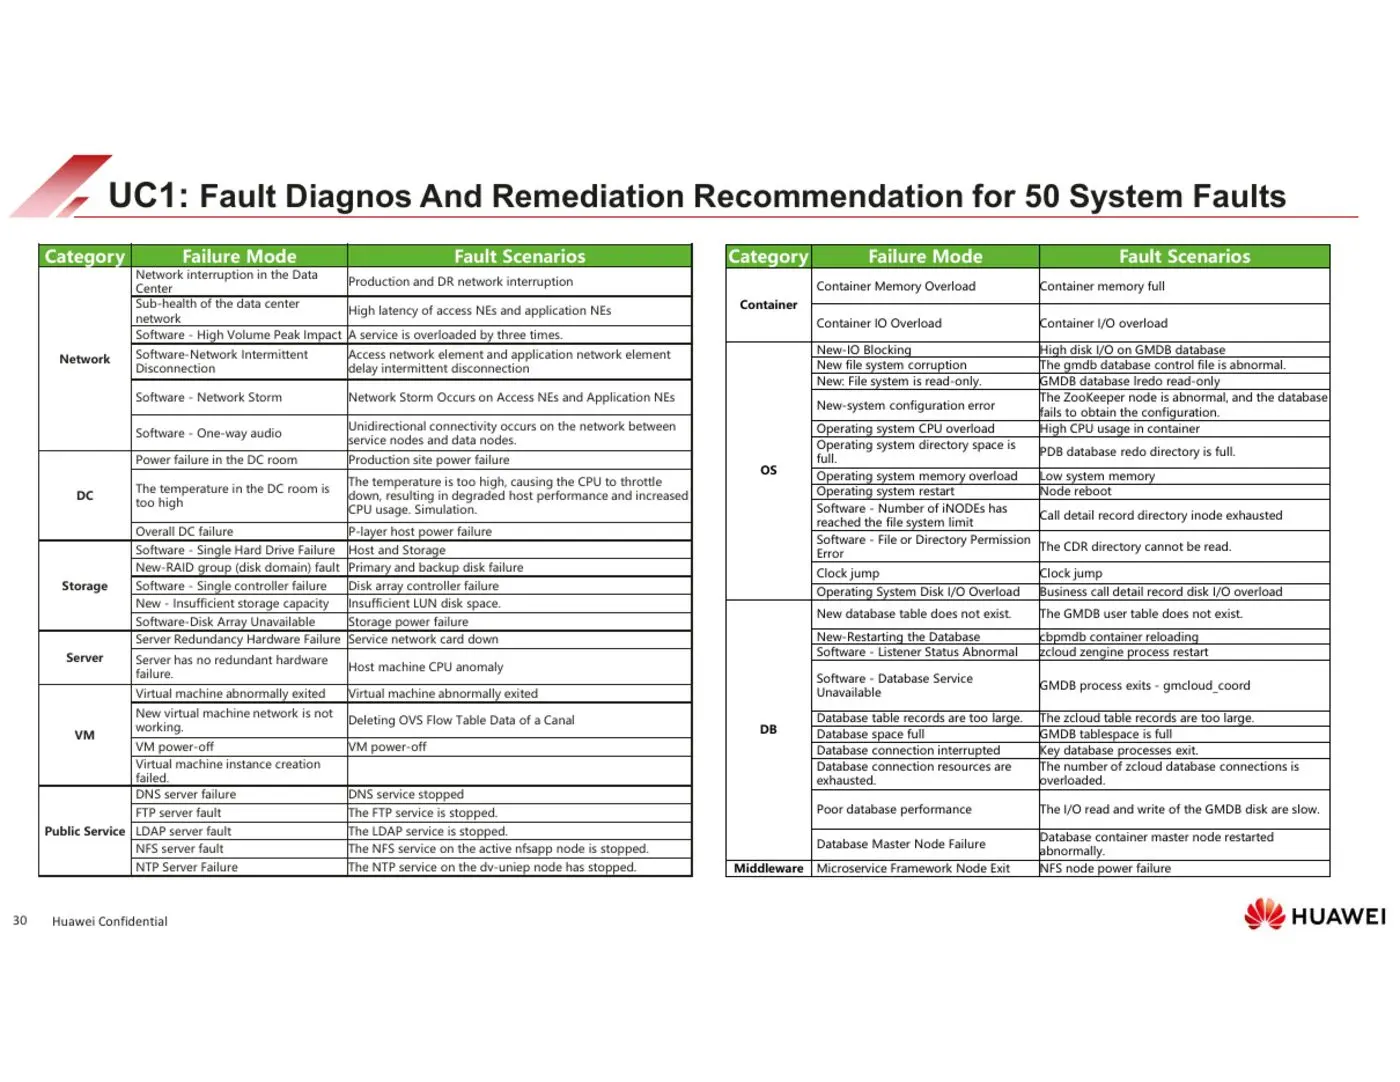 UC1: Fault Diagnos And Remediation Recommendation for 50 System Faults
Category Failure Mode Fault Scenarios
Network
Network interruption in the Data
Center
Production and DR network interruption
Sub-health of the data center
network
High latency of access NEs and application NEs
Software - High Volume Peak Impact
A service is overloaded by three times.
Software-Network Intermittent
Disconnection
Access network element and application network element
delay intermittent disconnection
Software - Network Storm
Network Storm Occurs on Access NEs and Application NEs
Software - One-way audio
Unidirectional connectivity occurs on the network between
service nodes and data nodes.
DC
Power failure in the DC room
Production site power failure
The temperature in the DC room is
too high
The temperature is too high, causing the CPU to throttle
down, resulting in degraded host performance and increased
CPU usage. Simulation.
Overall DC failure
P-layer host power failure
Storage
Software - Single Hard Drive Failure
Host and Storage
New-RAID group (disk domain) fault
Primary and backup disk failure
Software - Single controller failure
Disk array controller failure
New - Insufficient storage capacity
Insufficient LUN disk space.
Software-Disk Array Unavailable
Storage power failure
Server
Server Redundancy Hardware Failure
Service network card down
Server has no redundant hardware
failure.
Host machine CPU anomaly
VM
Virtual machine abnormally exited
Virtual machine abnormally exited
New virtual machine network is not
working.
Deleting OVS Flow Table Data of a Canal
VM power-off
VM power-off
Virtual machine instance creation
failed.
Public Service
DNS server failure
DNS service stopped
FTP server fault
The FTP service is stopped.
LDAP server fault
The LDAP service is stopped.
NFS server fault
The NFS service on the active nfsapp node is stopped.
NTP Server Failure
The NTP service on the dv-uniep node has stopped.
Category Failure Mode Fault Scenarios
Container
Container Memory Overload
Container memory full
Container IO Overload
Container I/O overload
OS
New-IO Blocking
High disk I/O on GMDB database
New file system corruption
The gmdb database control file is abnormal.
New: File system is read-only.
GMDB database lredo read-only
New-system configuration error
The ZooKeeper node is abnormal, and the database
fails to obtain the configuration.
Operating system CPU overload
High CPU usage in container
Operating system directory space is
full.
PDB database redo directory is full.
Operating system memory overload
Low system memory
Operating system restart
Node reboot
Software - Number of iNODEs has
reached the file system limit
Call detail record directory inode exhausted
Software - File or Directory Permission
Error
The CDR directory cannot be read.
Clock jump
Clock jump
Operating System Disk I/O Overload
Business call detail record disk I/O overload
DB
New database table does not exist.
The GMDB user table does not exist.
New-Restarting the Database
cbpmdb container reloading
Software - Listener Status Abnormal
zcloud zengine process restart
Software - Database Service
Unavailable
GMDB process exits - gmcloud_coord
Database table records are too large.
The zcloud table records are too large.
Database space full
GMDB tablespace is full
Database connection interrupted
Key database processes exit.
Database connection resources are
exhausted.
The number of zcloud database connections is
overloaded.
Poor database performance
The I/O read and write of the GMDB disk are slow.
Database Master Node Failure
Database container master node restarted
abnormally.
Middleware
Microservice Framework Node Exit
NFS node power failure
30 Huawei Confidential
HUAWEI